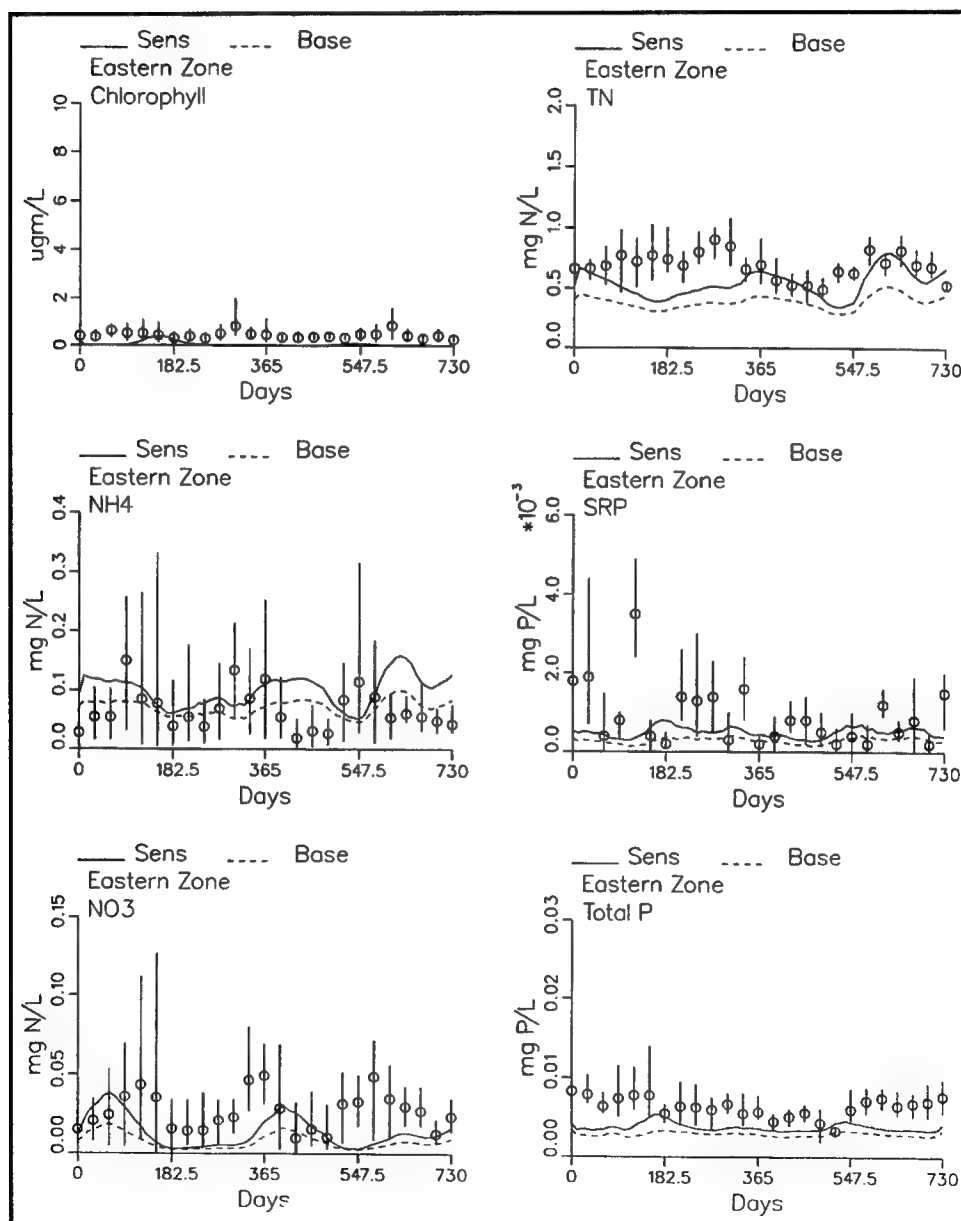 Sens Base
Eastern Zone
Chlorophyll
10
8
6
4
2
0
ugm/L
0 182.5 365 547.5 730
Days
Sens Base
Eastern Zone
TN
2.0
1.5
1.0
0.5
0.0
mg N/L
0 182.5 365 547.5 730
Days
Sens Base
Eastern Zone
NH4
0.4
0.3
0.2
0.1
0.0
mg N/L
0 182.5 365 547.5 730
Days
Sens Base
Eastern Zone
SRP
*10⁻³
6.0
4.0
2.0
0.0
mg P/L
0 182.5 365 547.5 730
Days
Sens Base
Eastern Zone
NO3
0.15
0.10
0.05
0.00
mg N/L
0 182.5 365 547.5 730
Days
Sens Base
Eastern Zone
Total P
0.03
0.02
0.01
0.00
mg P/L
0 182.5 365 547.5 730
Days